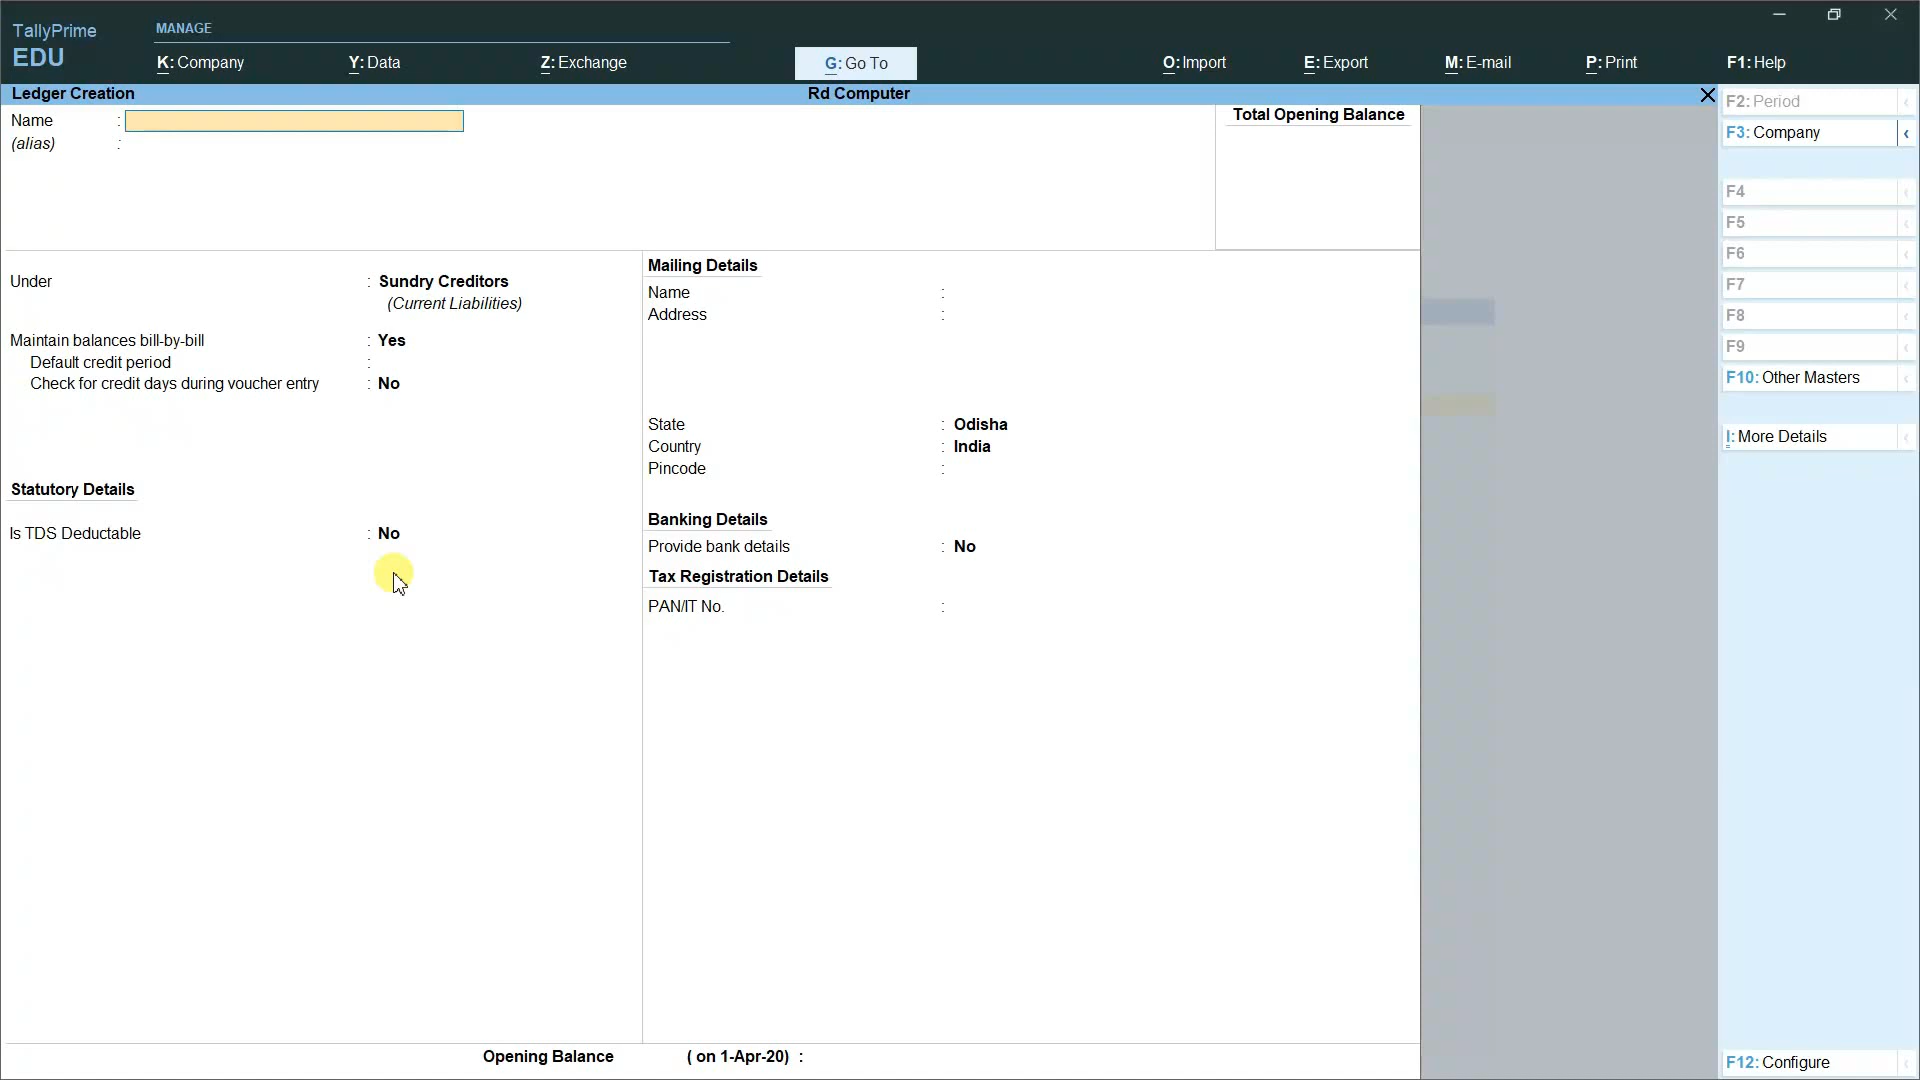 TallyPrime
EDU
MANAGE
K: Company
Y: Data
Z: Exchange
G: Go To
O: Import
E: Export
M: E-mail
P: Print
F1: Help
Ledger Creation
Rd Computer
Name :
(alias) :
Total Opening Balance
Under : Sundry Creditors
(Current Liabilities)
Maintain balances bill-by-bill : Yes
Default credit period :
Check for credit days during voucher entry : No
Statutory Details
Is TDS Deductable : No
Mailing Details
Name :
Address :
State : Odisha
Country : India
Pincode :
Banking Details
Provide bank details : No
Tax Registration Details
PAN/IT No. :
Opening Balance ( on 1-Apr-20) :
F2: Period
F3: Company
F4
F5
F6
F7
F8
F9
F10: Other Masters
I: More Details
F12: Configure